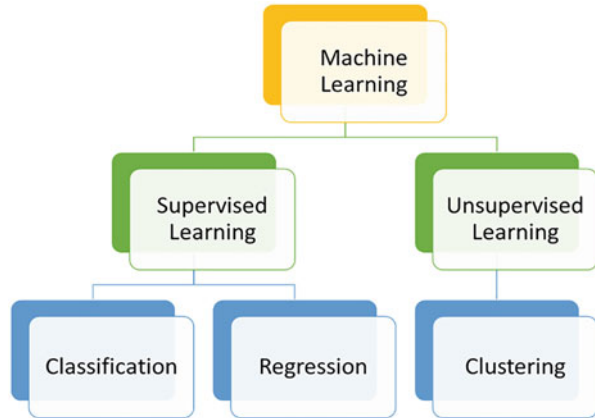 Machine
Learning
Supervised
Learning
Unsupervised
Learning
Classification
Regression
Clustering